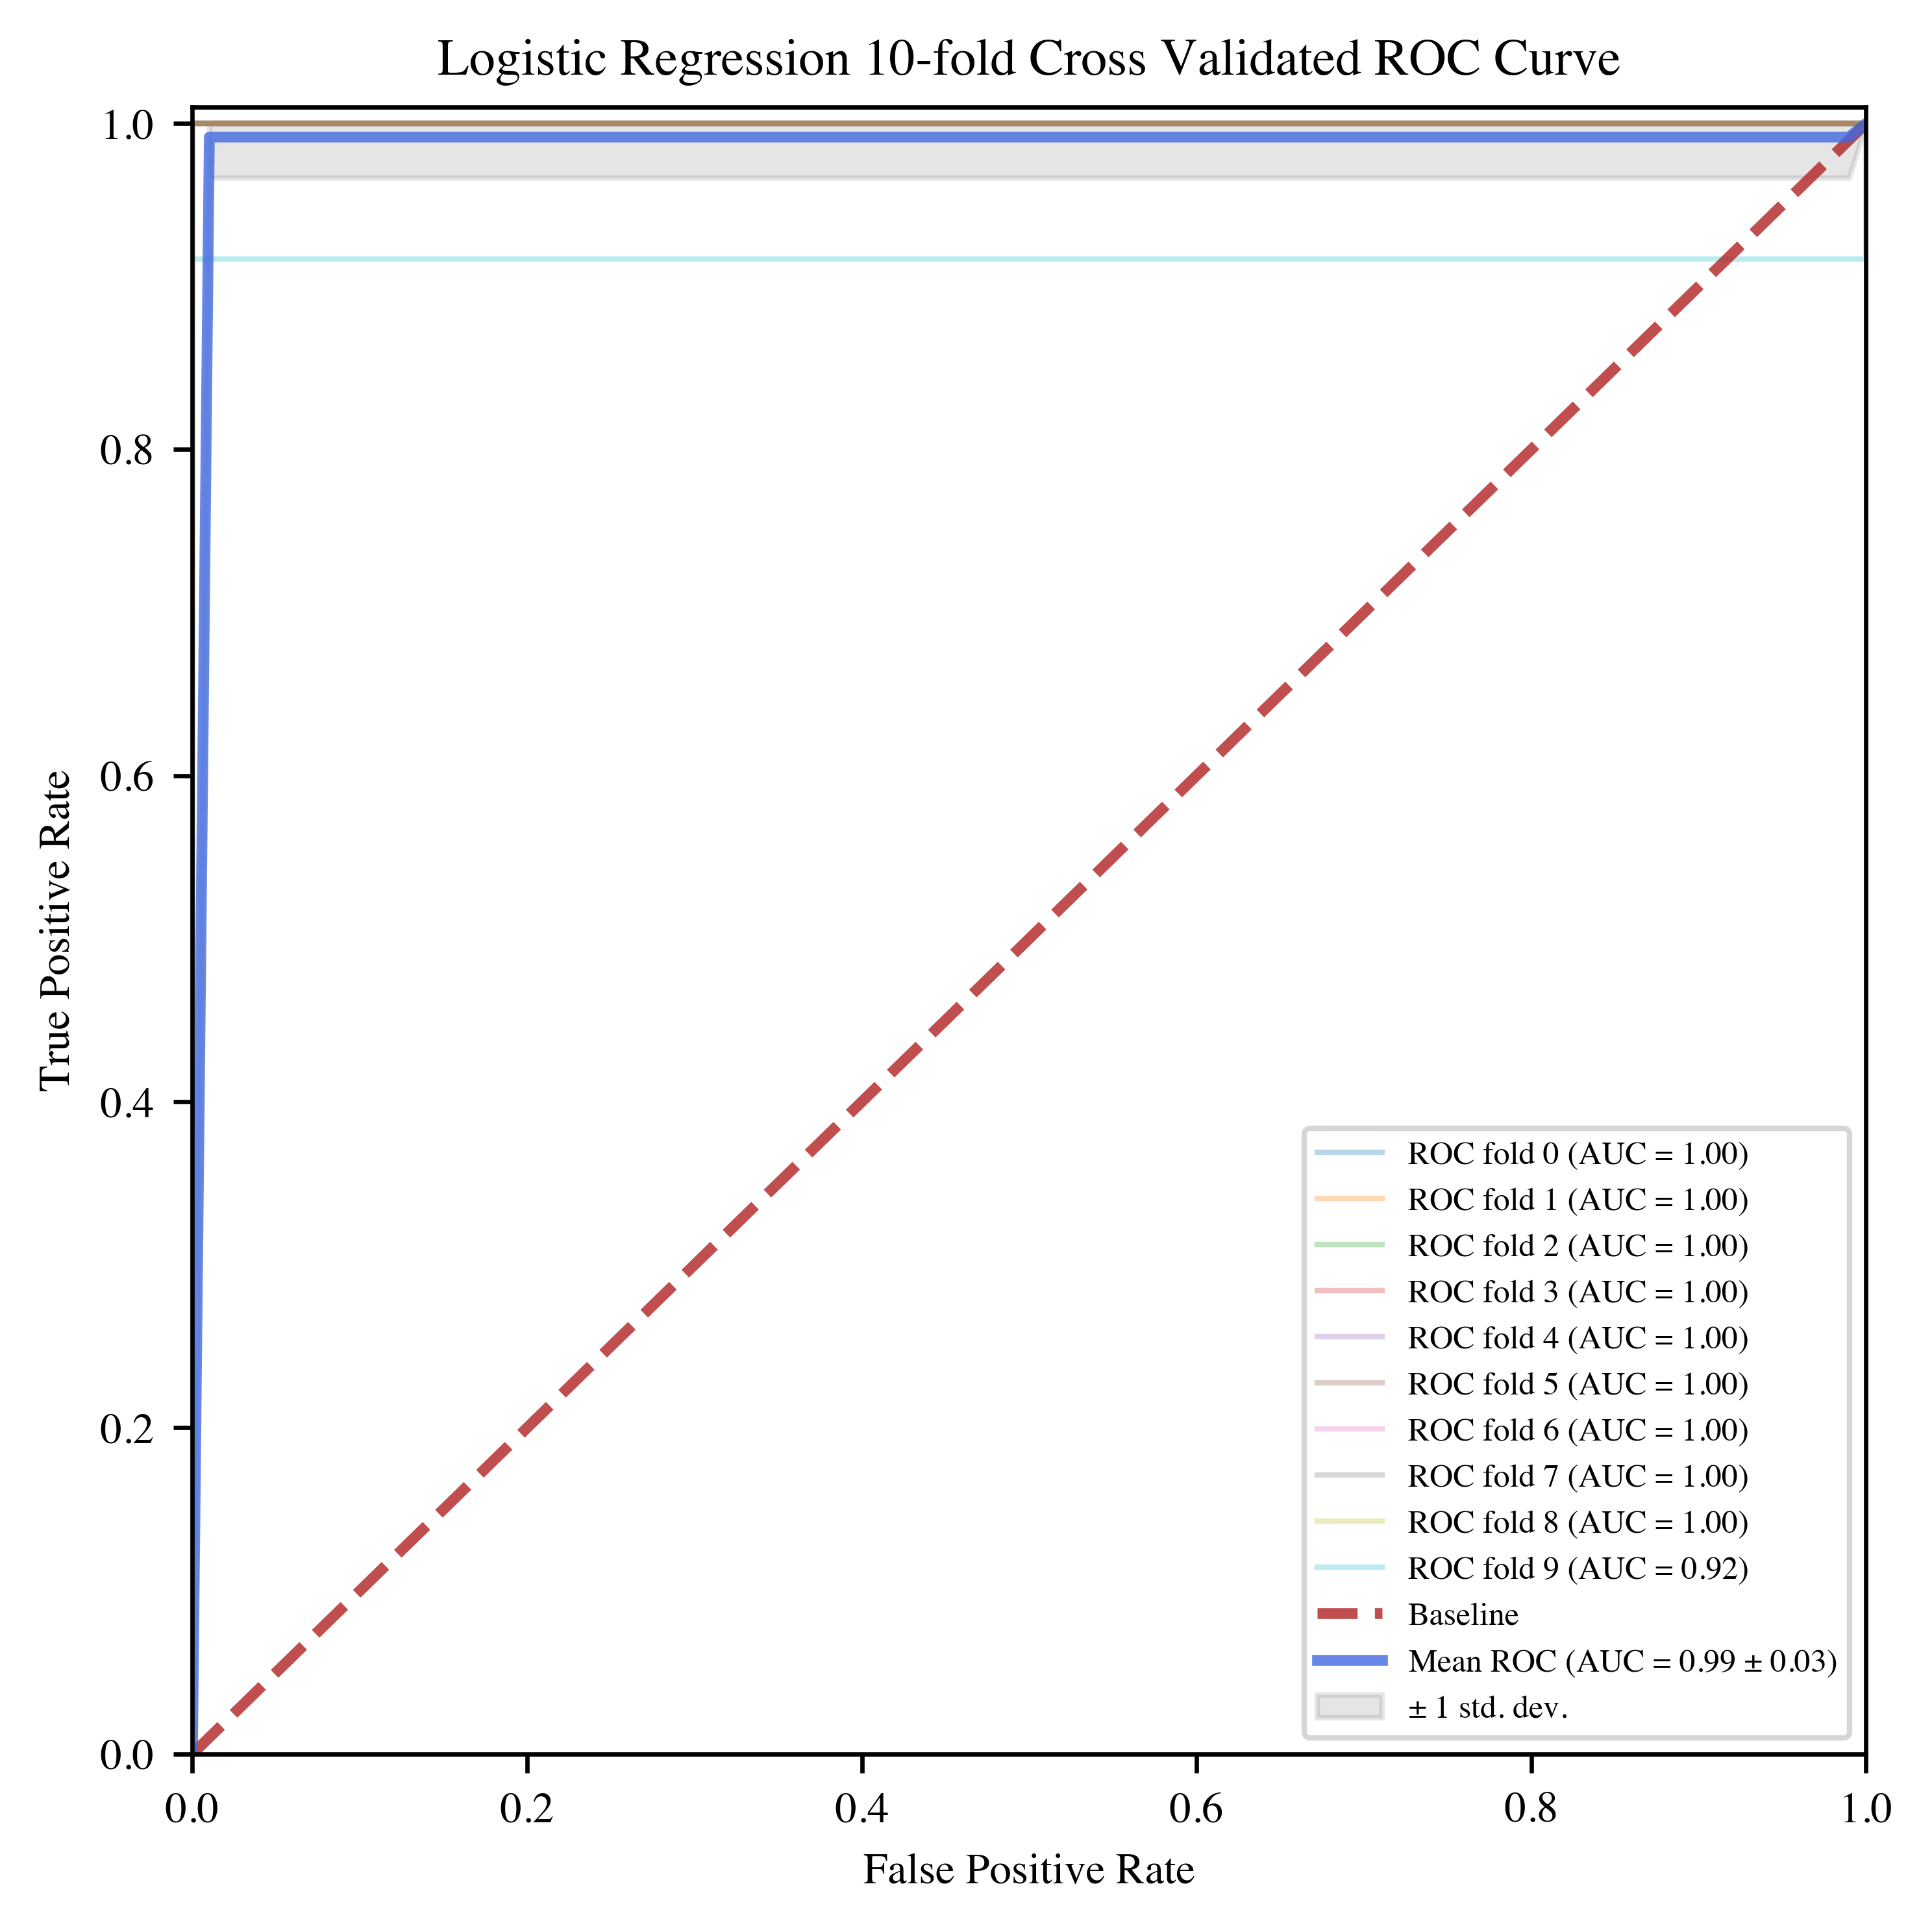 Logistic Regression 10-fold Cross Validated ROC Curve
1.0
0.8
0.6
0.4
0.2
0.0
True Positive Rate
ROC fold 0 (AUC = 1.00)
ROC fold 1 (AUC = 1.00)
ROC fold 2 (AUC = 1.00)
ROC fold 3 (AUC = 1.00)
ROC fold 4 (AUC = 1.00)
ROC fold 5 (AUC = 1.00)
ROC fold 6 (AUC = 1.00)
ROC fold 7 (AUC = 1.00)
ROC fold 8 (AUC = 1.00)
ROC fold 9 (AUC = 0.92)
Baseline
Mean ROC (AUC = 0.99 ± 0.03)
± 1 std. dev.
0.0 0.2 0.4 0.6 0.8 1.0
False Positive Rate